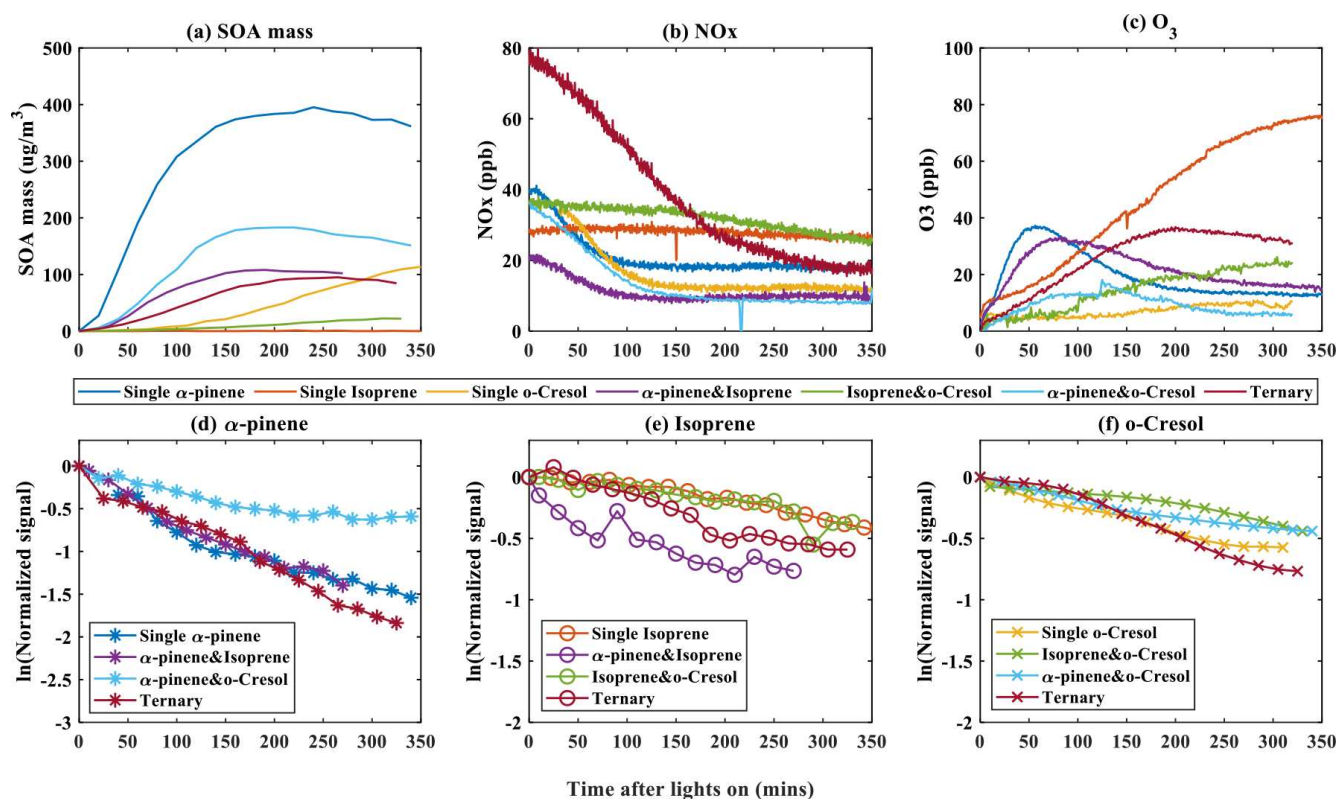 (a) SOA mass
(b) NOx
(c) O3
SOA mass (ug/m3)
500
400
300
200
100
0
0 50 100 150 200 250 300 350
NOx (ppb)
80
60
40
20
0
0 50 100 150 200 250 300 350
O3 (ppb)
100
80
60
40
20
0
0 50 100 150 200 250 300 350
Single α-pinene Single Isoprene Single o-Cresol α-pinene&Isoprene Isoprene&o-Cresol α-pinene&o-Cresol Ternary
(d) α-pinene
(e) Isoprene
(f) o-Cresol
ln(Normalized signal)
0
-0.5
-1.0
-1.5
-2
-2.5
-3
Single α-pinene
α-pinene&Isoprene
α-pinene&o-Cresol
Ternary
0 50 100 150 200 250 300 350
ln(Normalized signal)
0
-0.5
-1
-1.5
-2
Single Isoprene
α-pinene&Isoprene
Isoprene&o-Cresol
Ternary
0 50 100 150 200 250 300 350
ln(Normalized signal)
0
-0.5
-1
-1.5
-2
Single o-Cresol
Isoprene&o-Cresol
α-pinene&o-Cresol
Ternary
0 50 100 150 200 250 300 350
Time after lights on (mins)